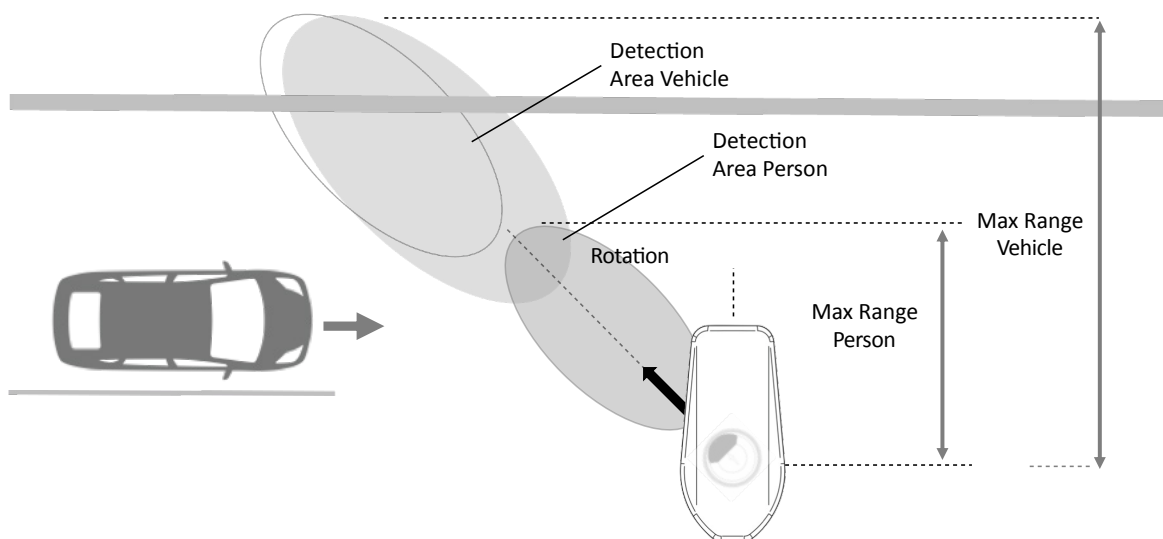 Detection
Area Vehicle
Detection
Area Person
Rotation
Max Range
Vehicle
Max Range
Person